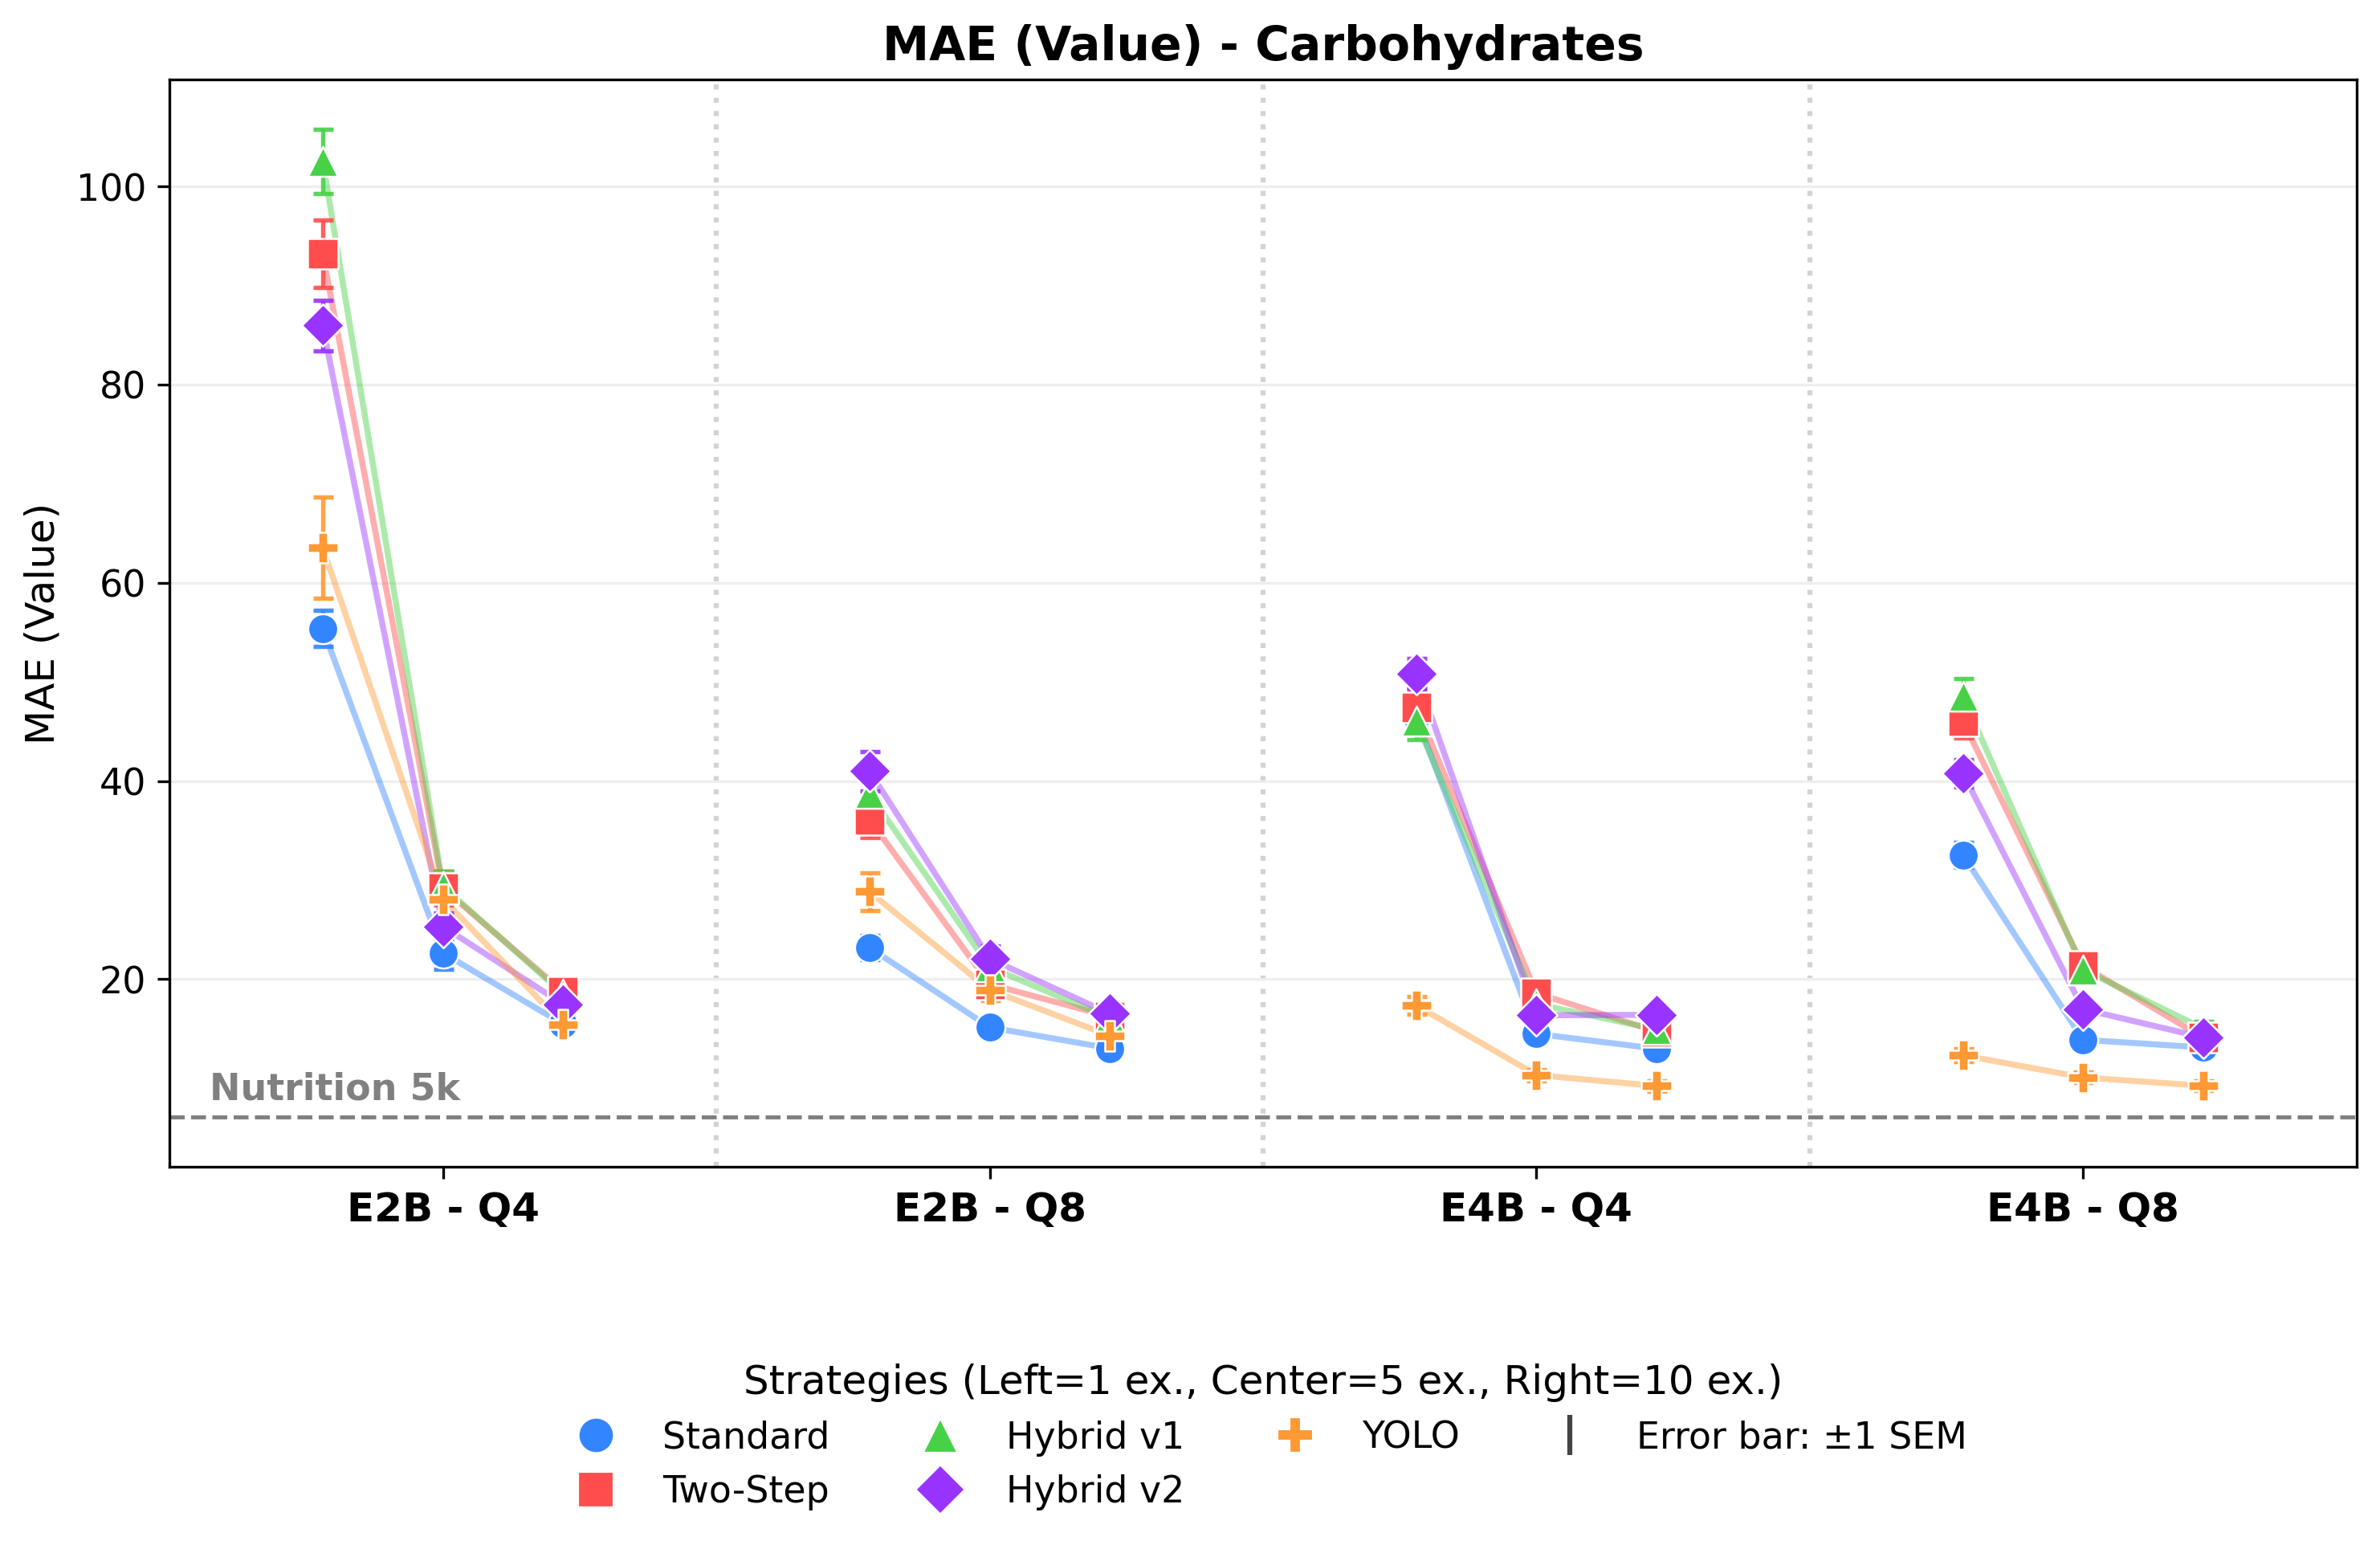 MAE (Value) - Carbohydrates
MAE (Value)
100
80
60
40
20
Nutrition 5k
E2B - Q4
E2B - Q8
E4B - Q4
E4B - Q8
Strategies (Left=1 ex., Center=5 ex., Right=10 ex.)
Standard
Two-Step
Hybrid v1
Hybrid v2
YOLO
Error bar: ±1 SEM